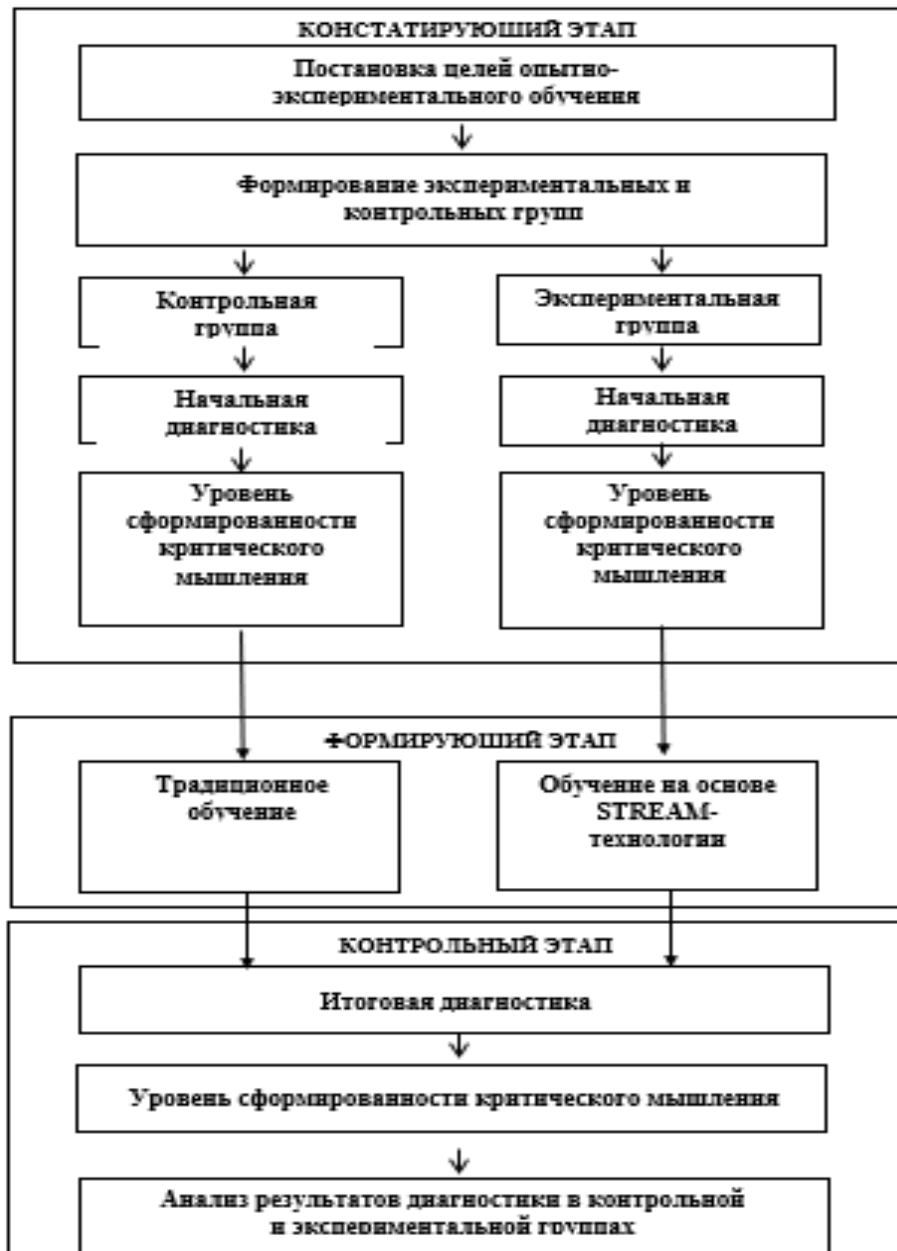 КОНСТАТИРУЮЩИЙ ЭТАП
Постановка целей опытно-
экспериментального обучения
Формирование экспериментальных и
контрольных групп
Контрольная
группа
Экспериментальная
группа
Начальная
диагностика
Начальная
диагностика
Уровень
сформированности
критического
мышления
Уровень
сформированности
критического
мышления
ФОРМИРУЮЩИЙ ЭТАП
Традиционное
обучение
Обучение на основе
STREAM-
технологии
КОНТРОЛЬНЫЙ ЭТАП
Итоговая диагностика
Уровень сформированности критического мышления
Анализ результатов диагностики в контрольной
и экспериментальной группах